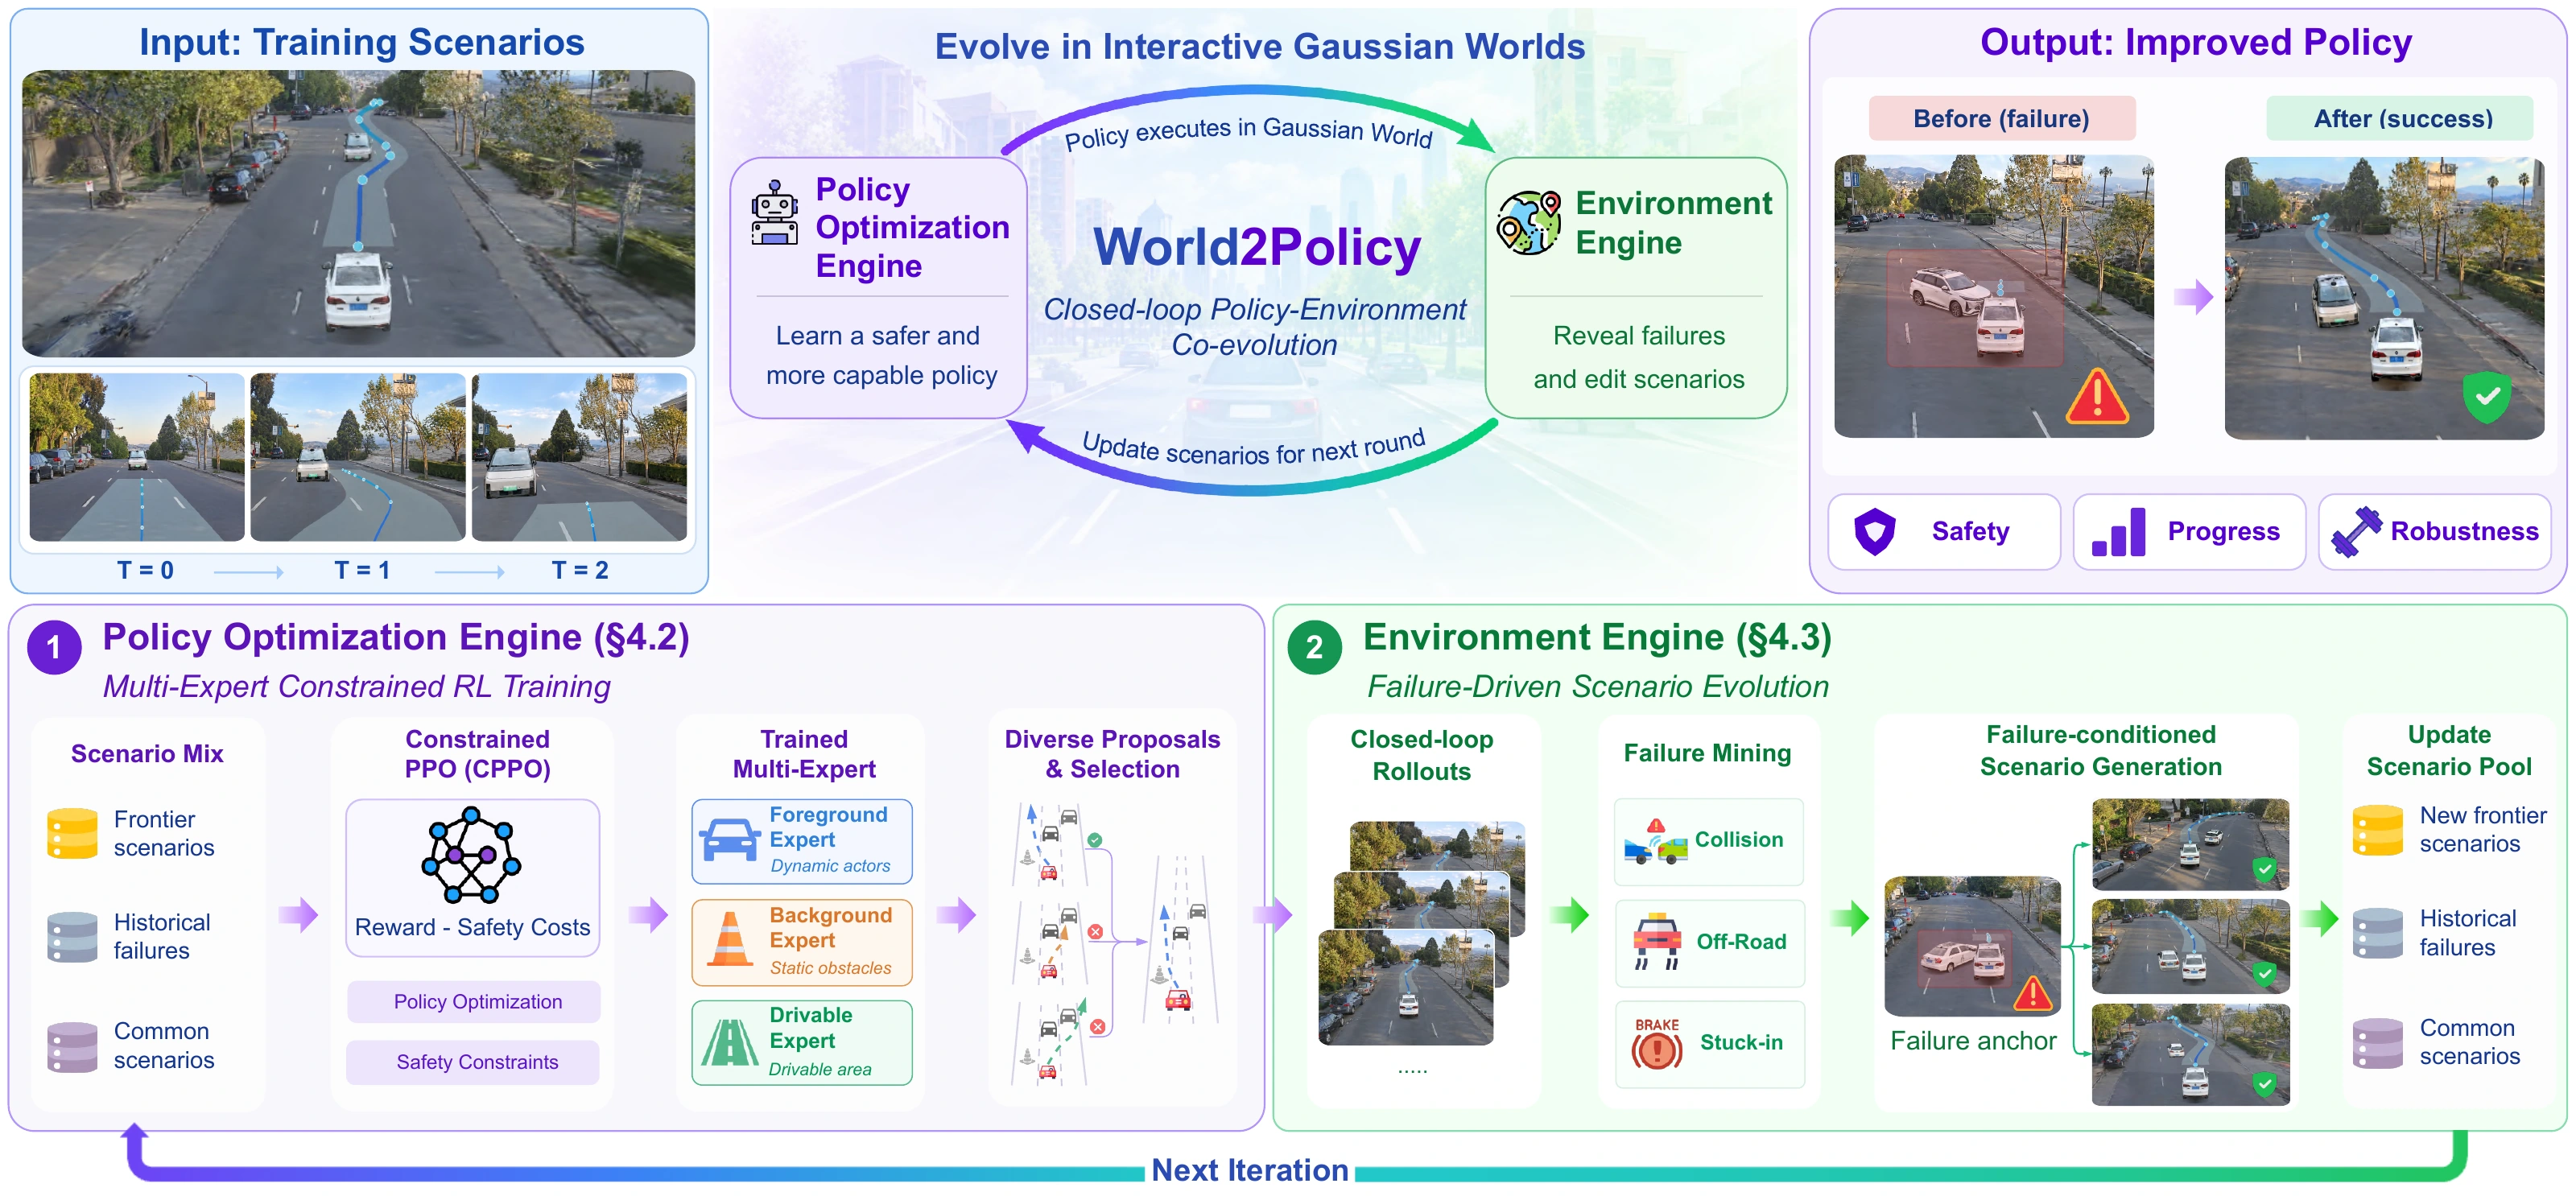 Input: Training Scenarios
T = 0
T = 1
T = 2
Evolve in Interactive Gaussian Worlds
Policy executes in Gaussian World
Policy
Optimization
Engine
Learn a safer and
more capable policy
World2Policy
Closed-loop Policy-Environment
Co-evolution
Environment
Engine
Reveal failures
and edit scenarios
Update scenarios for next round
Output: Improved Policy
Before (failure)
After (success)
Safety
Progress
Robustness
1
Policy Optimization Engine (§4.2)
Multi-Expert Constrained RL Training
Scenario Mix
Frontier
scenarios
Historical
failures
Common
scenarios
Constrained
PPO (CPPO)
Reward - Safety Costs
Policy Optimization
Safety Constraints
Trained
Multi-Expert
Foreground
Expert
Dynamic actors
Background
Expert
Static obstacles
Drivable
Expert
Drivable area
Diverse Proposals
& Selection
2
Environment Engine (§4.3)
Failure-Driven Scenario Evolution
Closed-loop
Rollouts
.....
Failure Mining
Collision
Off-Road
BRAKE
Stuck-in
Failure-conditioned
Scenario Generation
Failure anchor
Update
Scenario Pool
New frontier
scenarios
Historical
failures
Common
scenarios
Next Iteration